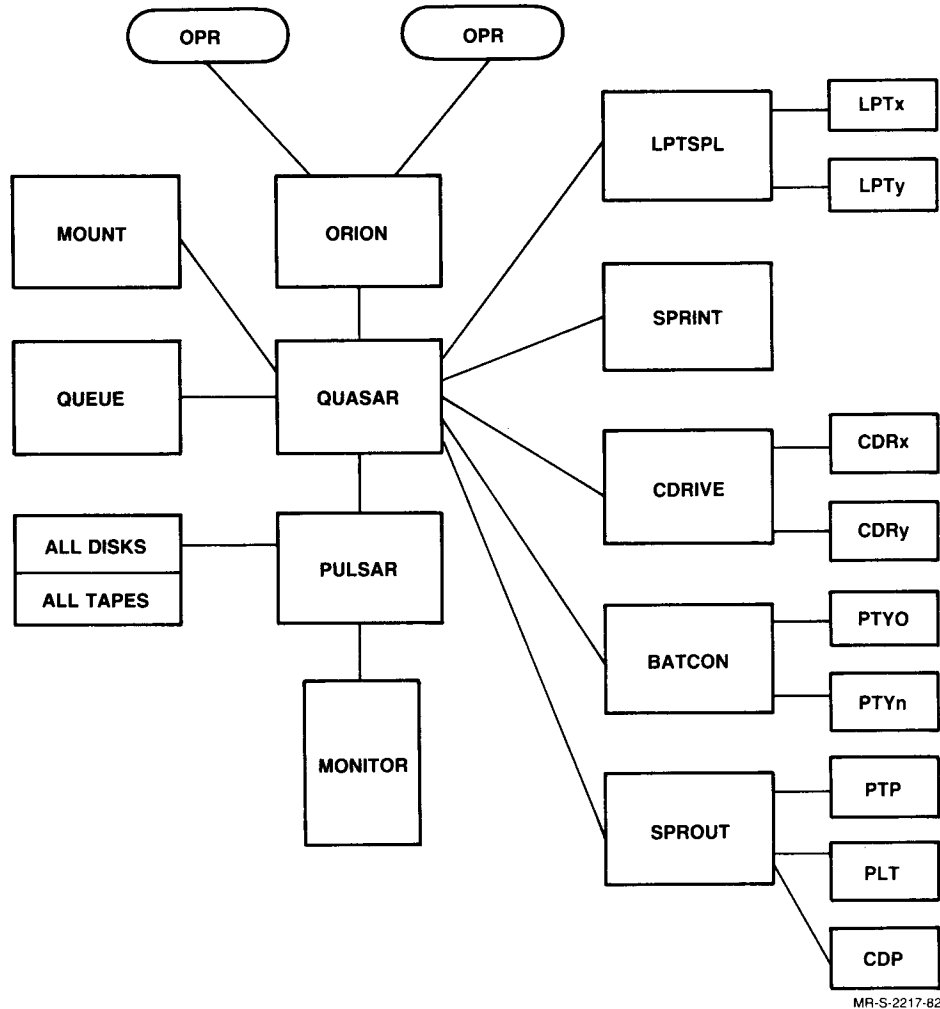 OPR
OPR
LPTx
LPTSPL
LPTy
MOUNT
ORION
SPRINT
QUEUE
QUASAR
CDRx
CDRIVE
CDRy
ALL DISKS
PULSAR
ALL TAPES
PTYO
BATCON
PTYn
MONITOR
PTP
SPROUT
PLT
CDP
MR-S-2217-82